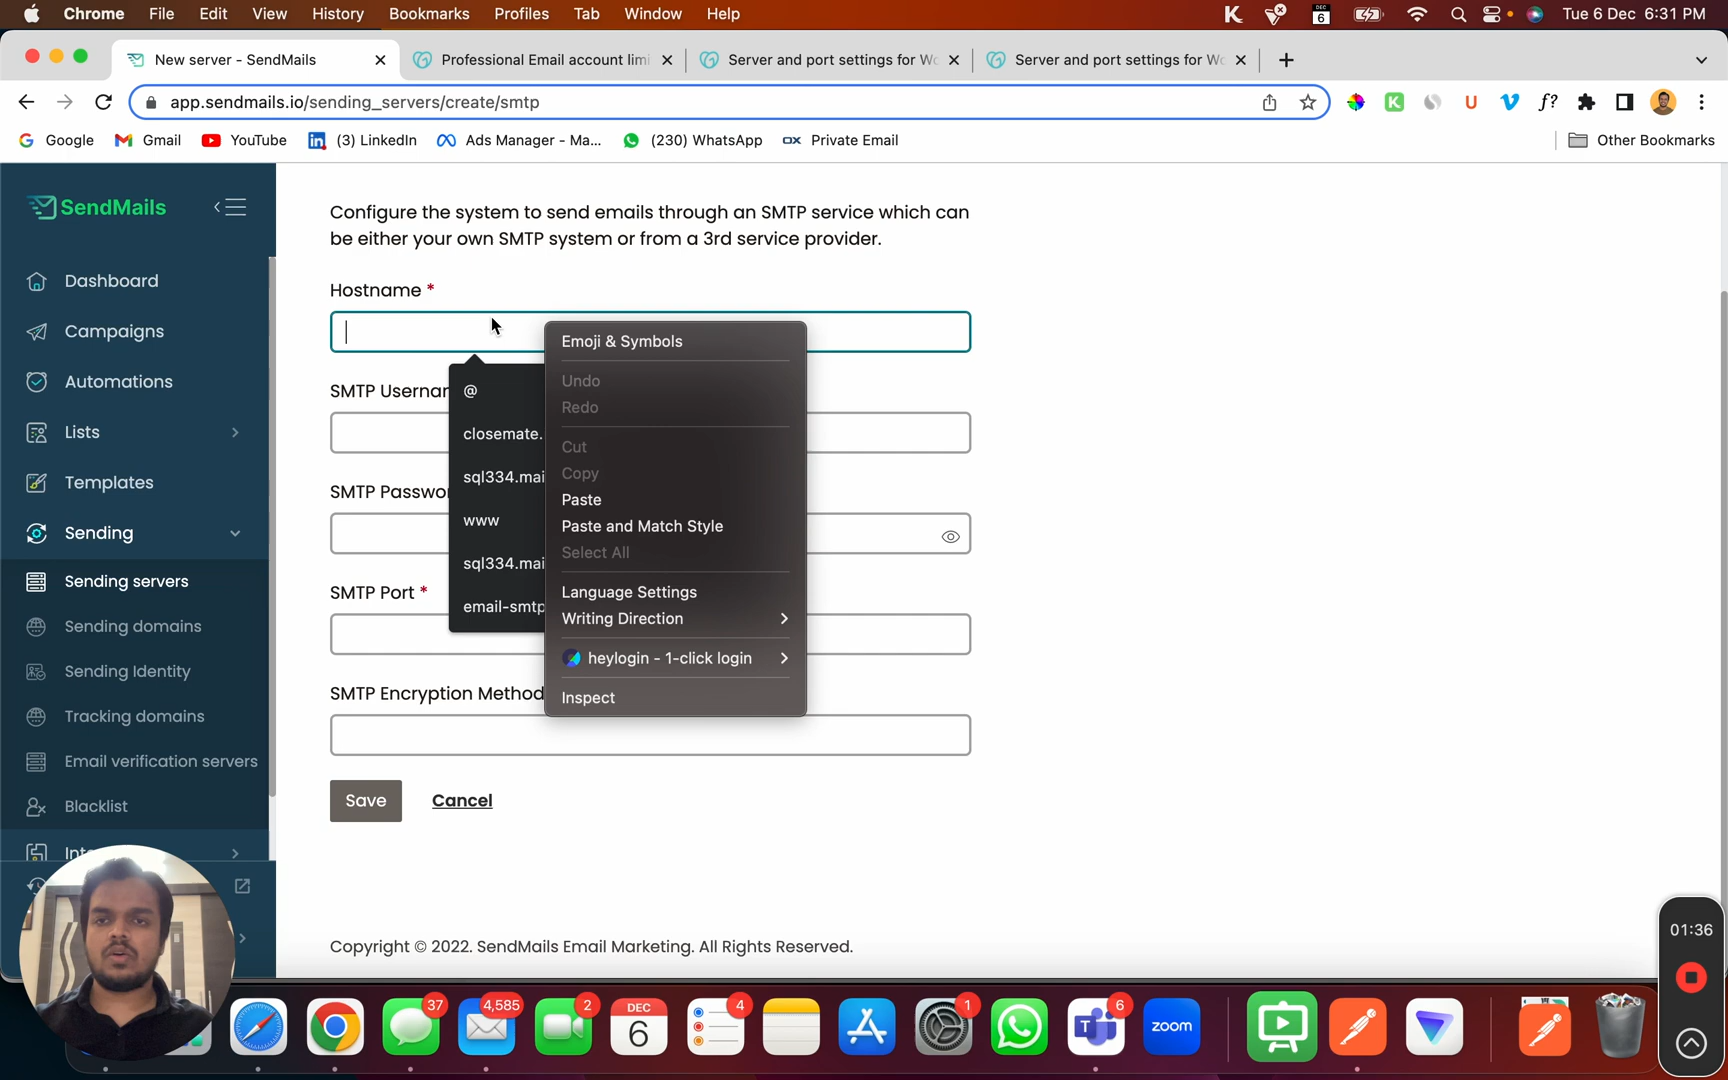 Chrome File Edit View History Bookmarks Profiles Tab Window Help
DEC 6
Tue 6 Dec 6:31 PM
New server - SendMails
Professional Email account limi
Server and port settings for Wo
Server and port settings for Wo
app.sendmails.io/sending_servers/create/smtp
Google Gmail YouTube (3) LinkedIn Ads Manager - Ma... (230) WhatsApp Private Email Other Bookmarks
SendMails
Dashboard
Campaigns
Automations
Lists
Templates
Sending
Sending servers
Sending domains
Sending Identity
Tracking domains
Email verification servers
Blacklist
Configure the system to send emails through an SMTP service which can
be either your own SMTP system or from a 3rd service provider.
Hostname *
SMTP Usernam
SMTP Passwo
SMTP Port *
SMTP Encryption Method
@
closemate.
sql334.mai
www
sql334.mai
email-smtp
Emoji & Symbols
Undo
Redo
Cut
Copy
Paste
Paste and Match Style
Select All
Language Settings
Writing Direction
heylogin - 1-click login
Inspect
Save Cancel
Copyright © 2022. SendMails Email Marketing. All Rights Reserved.
01:36
37
4,585
2
DEC
6
4
1
6
zoom